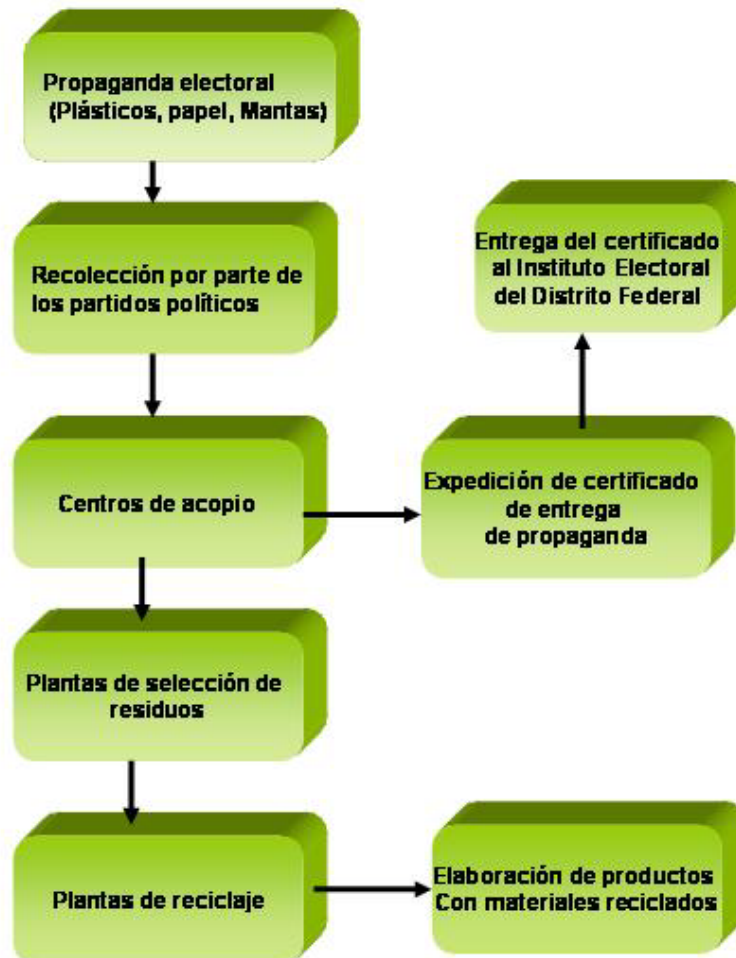 Propaganda electoral
(Plásticos, papel, Mantas)
Recolección por parte de
los partidos políticos
Entrega del certificado
al Instituto Electoral
del Distrito Federal
Centros de acopio
Expedición de certificado
de entrega
de propaganda
Plantas de selección de
residuos
Plantas de reciclaje
Elaboración de productos
Con materiales reciclados